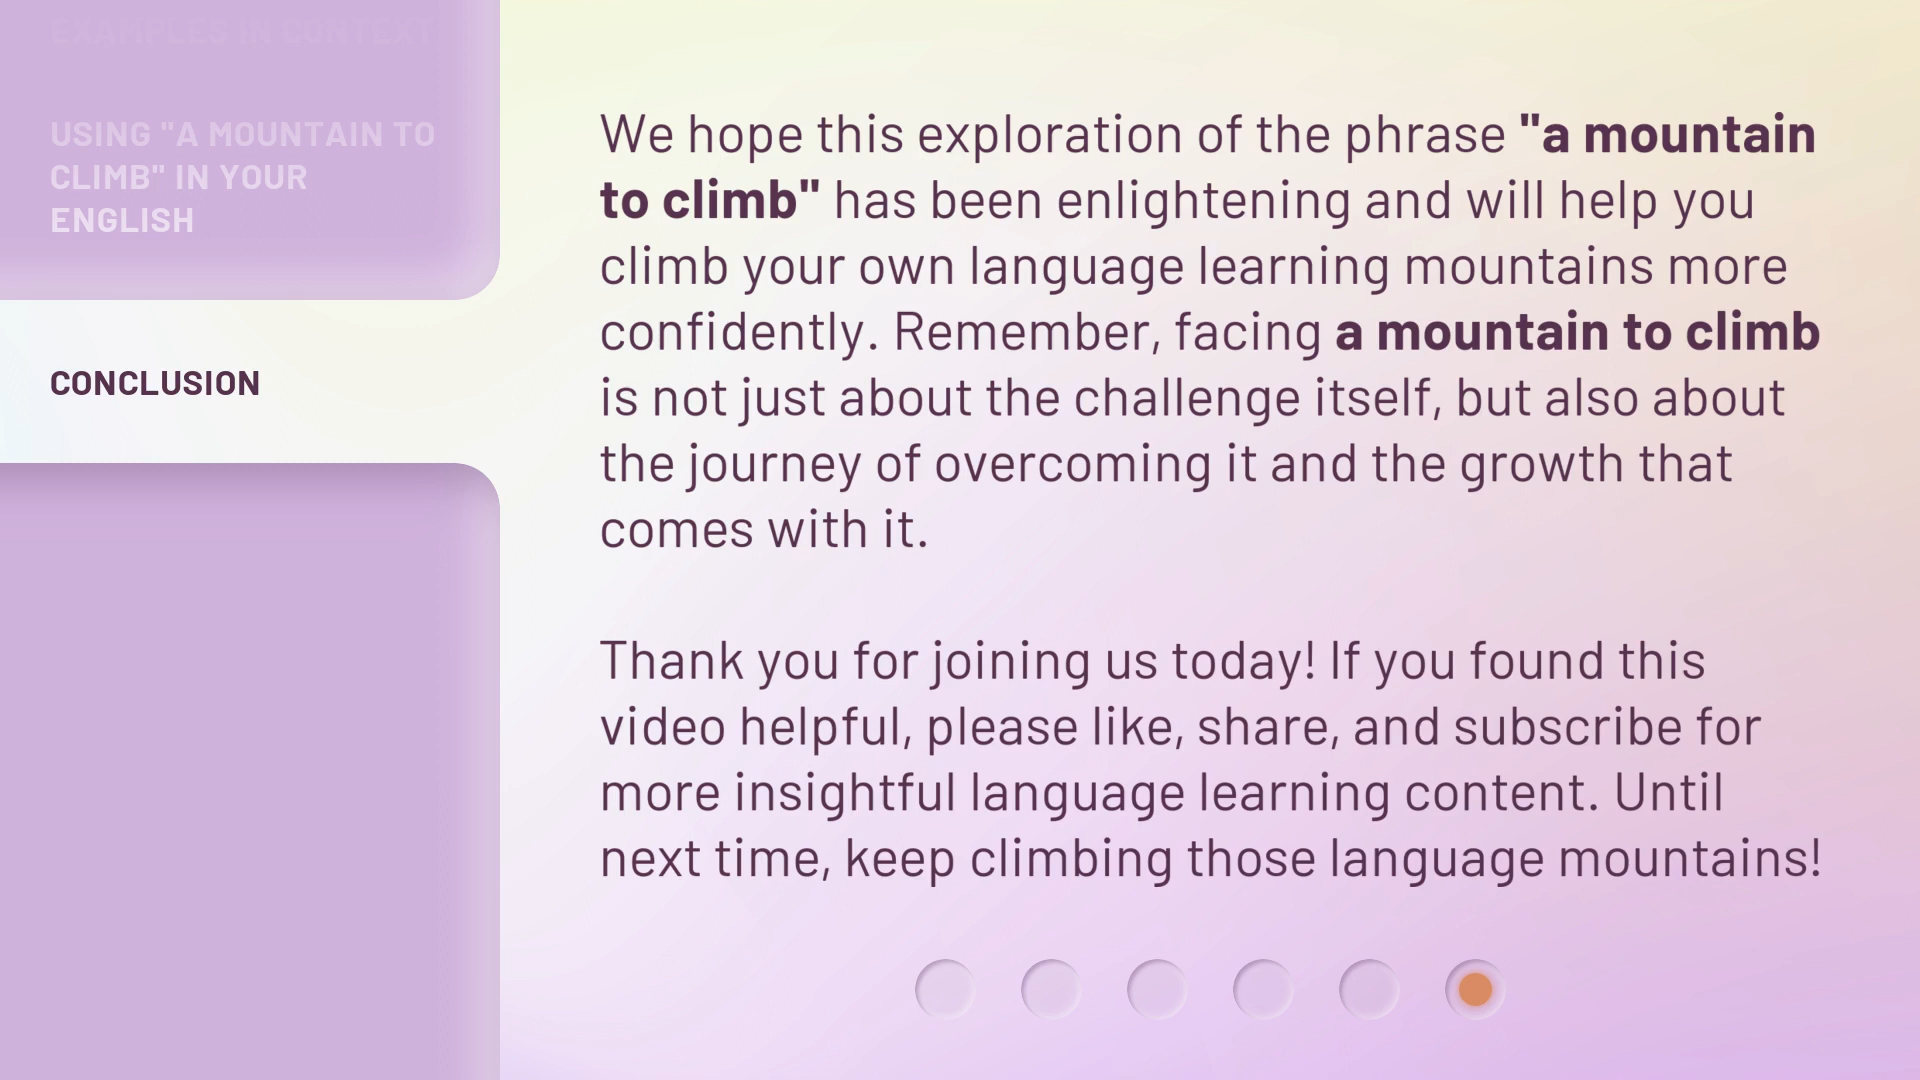 EXAMPLES IN CONTEXT
USING "A MOUNTAIN TO
CLIMB" IN YOUR
ENGLISH
CONCLUSION
We hope this exploration of the phrase "a mountain
to climb" has been enlightening and will help you
climb your own language learning mountains more
confidently. Remember, facing a mountain to climb
is not just about the challenge itself, but also about
the journey of overcoming it and the growth that
comes with it.
Thank you for joining us today! If you found this
video helpful, please like, share, and subscribe for
more insightful language learning content. Until
next time, keep climbing those language mountains!